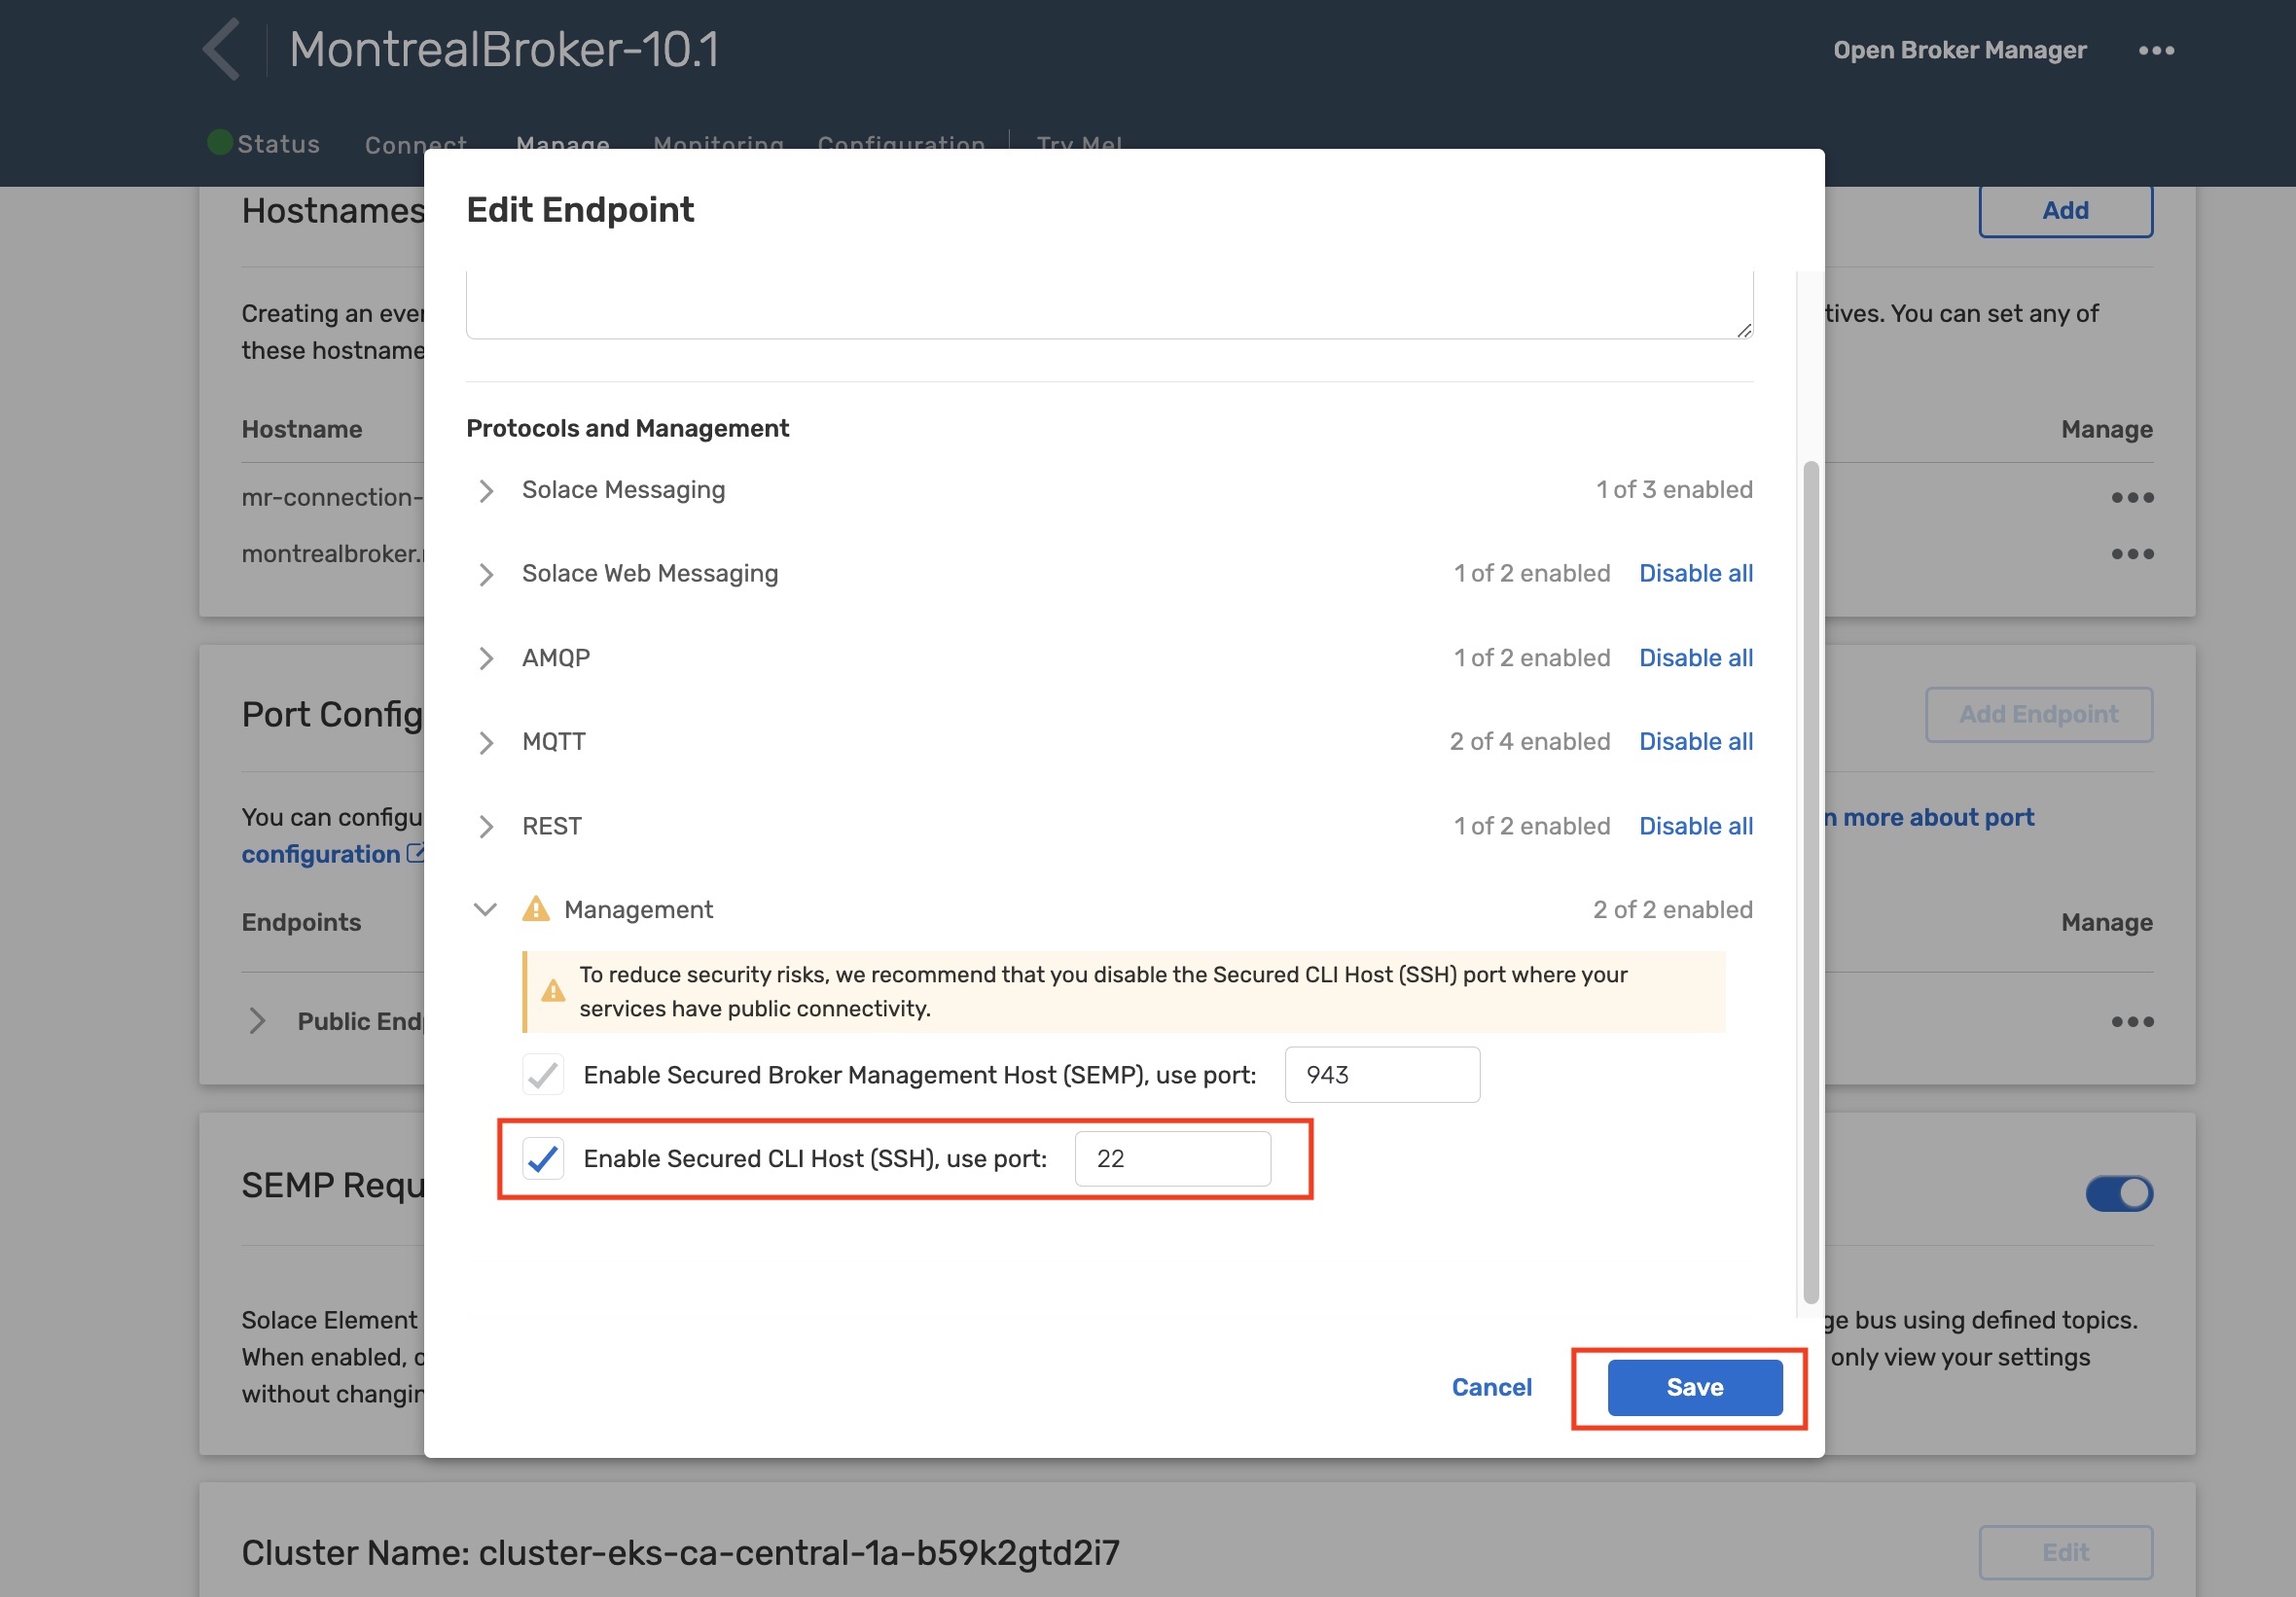 MontrealBroker-10.1
Open Broker Manager
Status Connect Manage Monitoring Configuration Try Me!
Edit Endpoint
Hostnames
Add
Creating an ever
tives. You can set any of
these hostname
Protocols and Management
Hostname
Manage
Solace Messaging 1 of 3 enabled
mr-connection-
montrealbroker.
Solace Web Messaging 1 of 2 enabled Disable all
AMQP 1 of 2 enabled Disable all
Port Config
Add Endpoint
MQTT 2 of 4 enabled Disable all
You can configu
n more about port
configuration
REST 1 of 2 enabled Disable all
Endpoints
Manage
Management 2 of 2 enabled
To reduce security risks, we recommend that you disable the Secured CLI Host (SSH) port where your
services have public connectivity.
Public End
Enable Secured Broker Management Host (SEMP), use port: 943
Enable Secured CLI Host (SSH), use port: 22
SEMP Requ
Solace Element
ge bus using defined topics.
When enabled, c
only view your settings
without changin
Cancel Save
Cluster Name: cluster-eks-ca-central-1a-b59k2gtd2i7
Edit